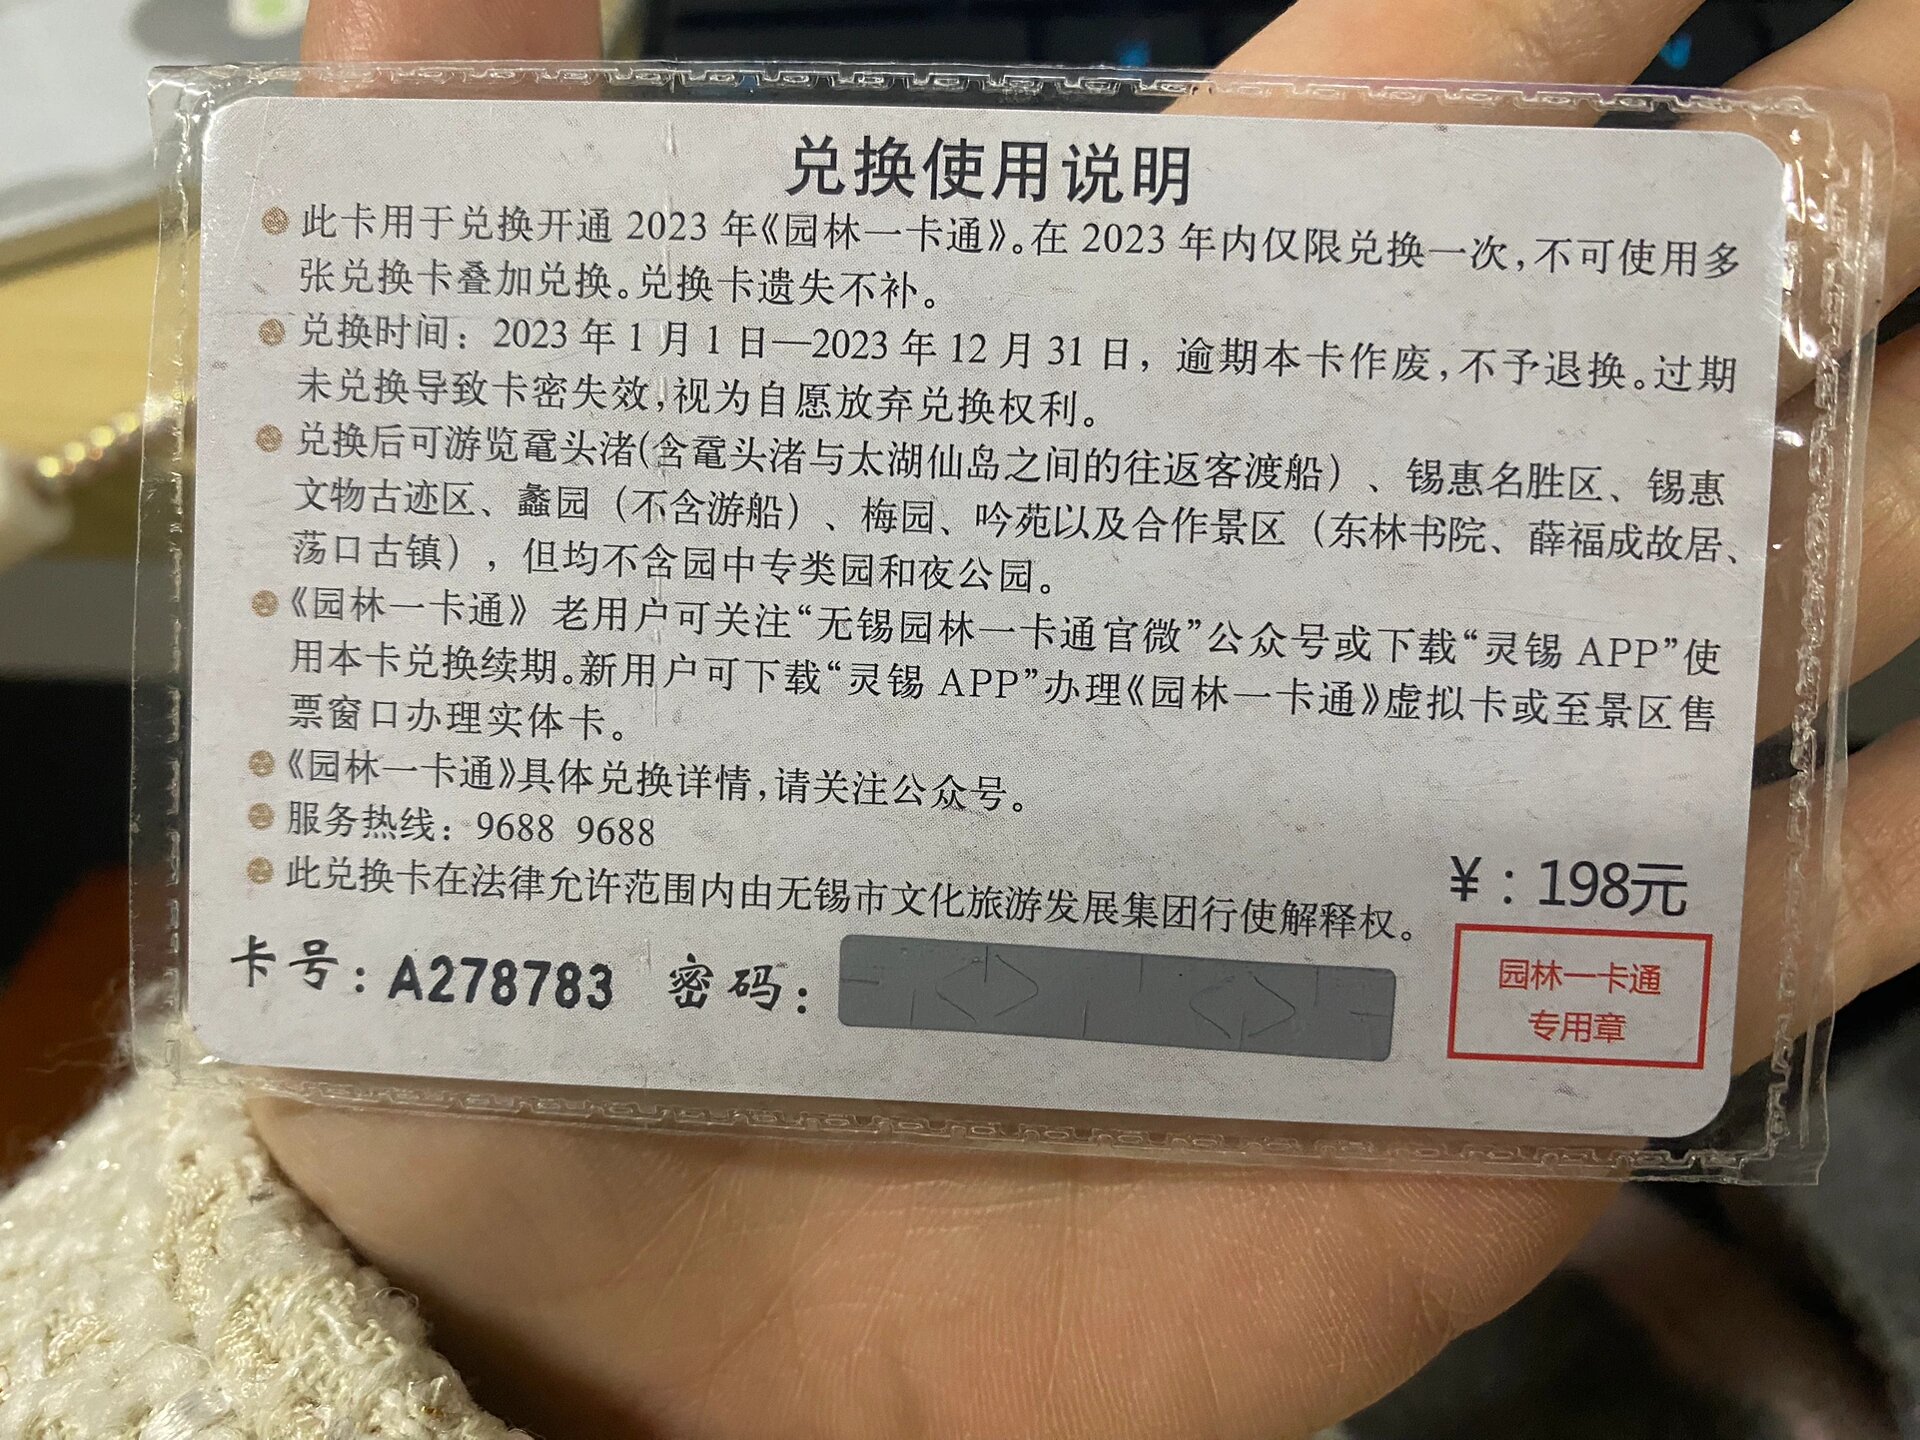 兑换使用说明
此卡用于兑换开通 2023 年《园林一卡通》。在 2023 年内仅限兑换一次,不可使用多
张兑换卡叠加兑换。兑换卡遗失不补。
兑换时间：2023 年 1 月 1 日—2023 年 12 月 31 日，逾期本卡作废,不予退换。过期
未兑换导致卡密失效,视为自愿放弃兑换权利。
兑换后可游览鼋头渚(含鼋头渚与太湖仙岛之间的往返客渡船）、锡惠名胜区、锡惠
文物古迹区、蠡园（不含游船）、梅园、吟苑以及合作景区（东林书院、薛福成故居、
荡口古镇），但均不含园中专类园和夜公园。
《园林一卡通》老用户可关注“无锡园林一卡通官微”公众号或下载“灵锡 APP”使
用本卡兑换续期。新用户可下载“灵锡 APP”办理《园林一卡通》虚拟卡或至景区售
票窗口办理实体卡。
《园林一卡通》具体兑换详情,请关注公众号。
服务热线：9688 9688
此兑换卡在法律允许范围内由无锡市文化旅游发展集团行使解释权。
¥：198元
卡号：A278783 密码：
园林一卡通
专用章